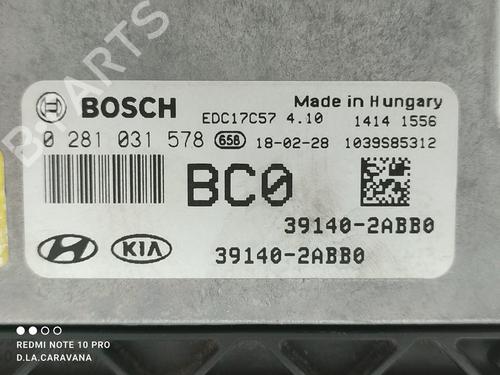 B-PARTS
BOSCH EDC17C57 4.10 Made in Hungary
1414 1556
0 281 031 578 658 18-02-28 1039S85312
BC0
39140-2ABB0
KIA 39140-2ABB0
REDMI NOTE 10 PRO
D.LA.CARAVANA